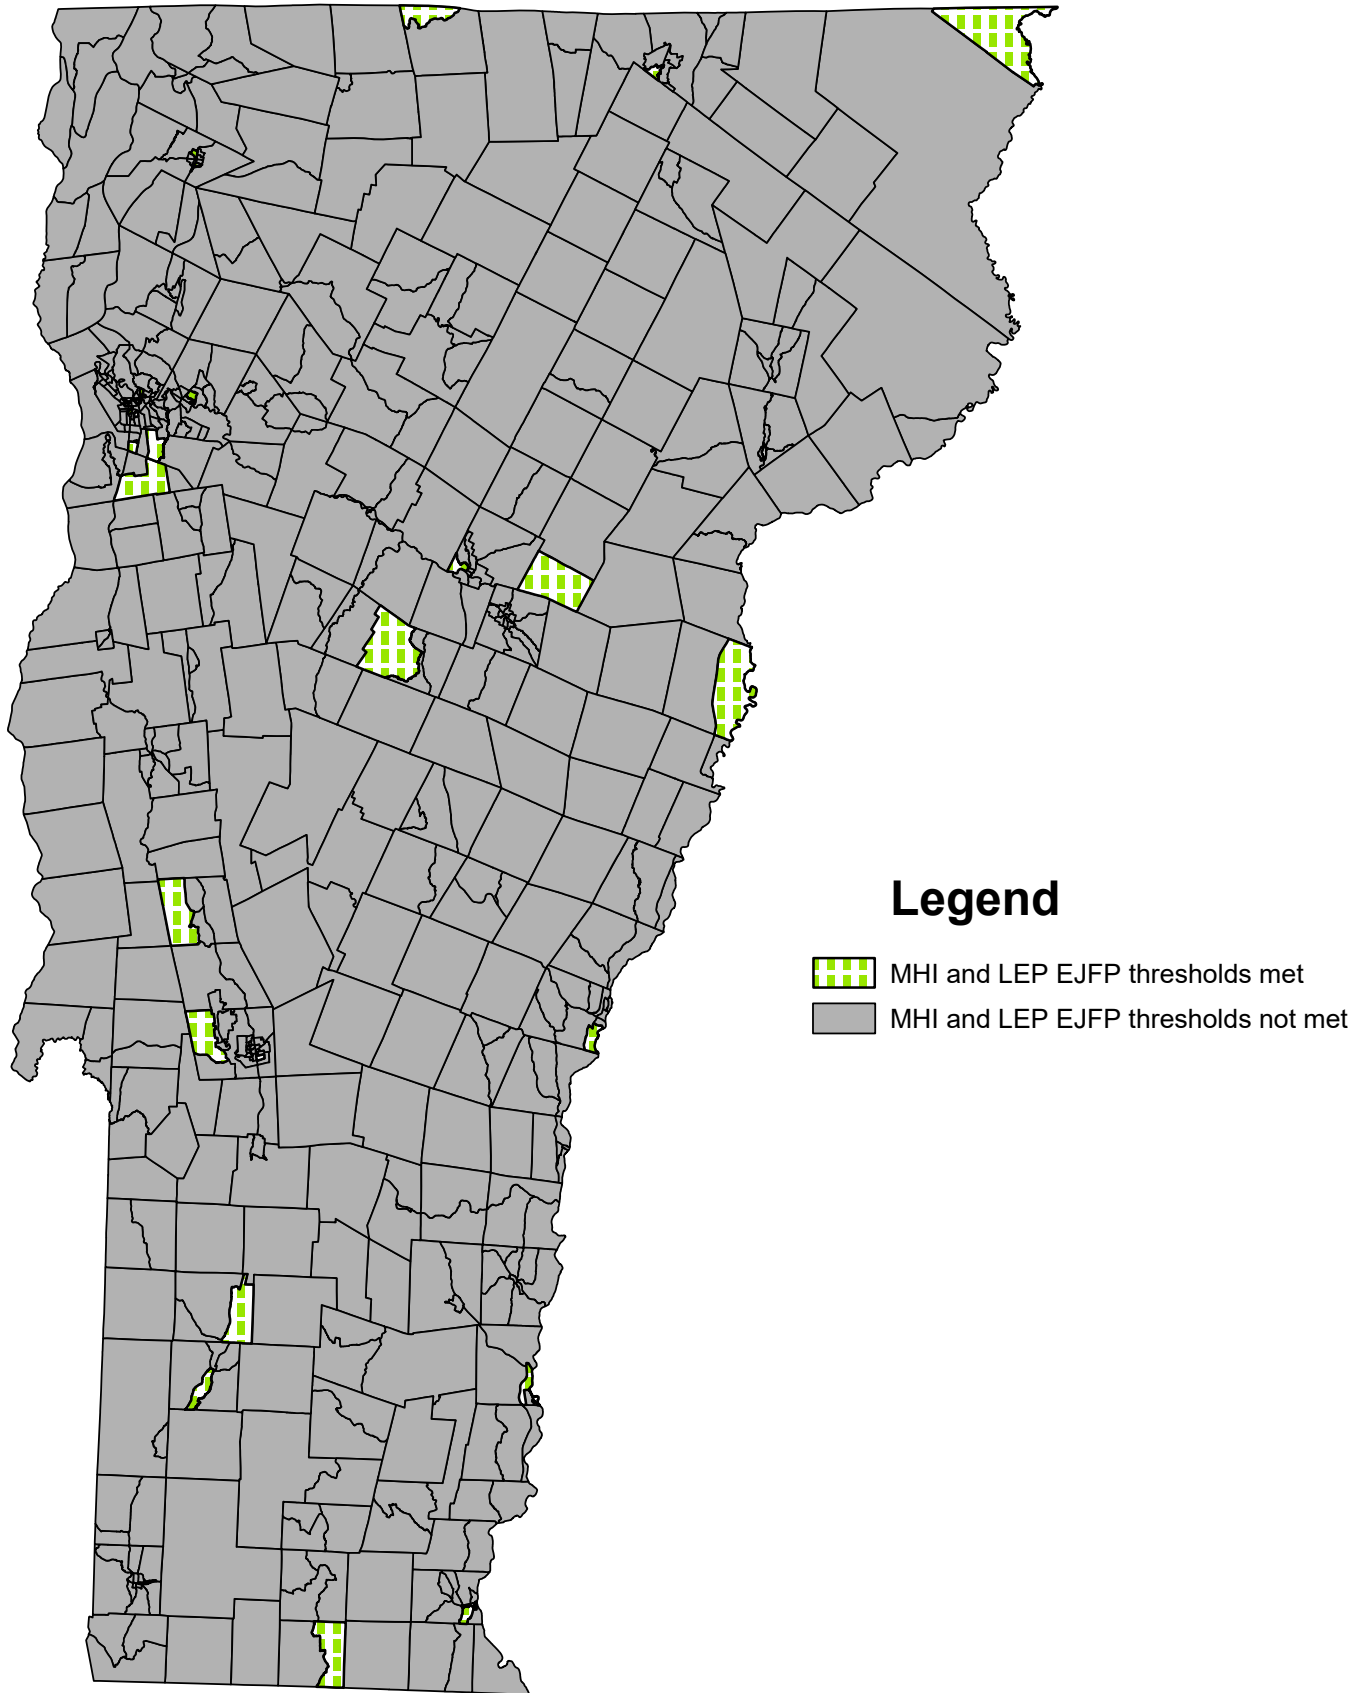 Legend
MHI and LEP EJFP thresholds met
MHI and LEP EJFP thresholds not met